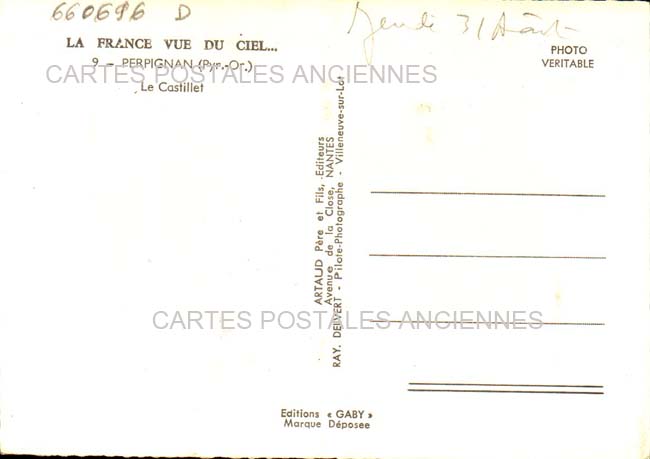 660696 D
Jeudi 31 Août
LA FRANCE VUE DU CIEL...
9 - PERPIGNAN (Pyr.-Or.)
Le Castillet
PHOTO
VERITABLE
CARTES POSTALES ANCIENNES
ARTAUD Père et Fils, Editeurs
Avenue de la Close, NANTES
RAY. DELVERT - Pilote-Photographe - Villeneuve-sur-Lot
CARTES POSTALES ANCIENNES
Editions « GABY »
Marque Déposee